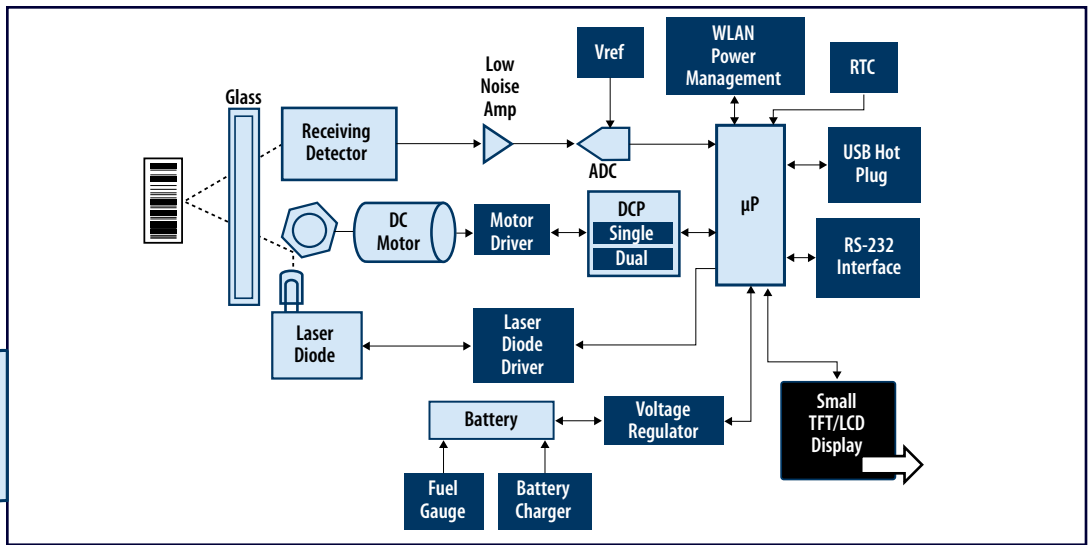 Glass
Receiving
Detector
Low
Noise
Amp
Vref
ADC
WLAN
Power
Management
RTC
µP
USB Hot
Plug
RS-232
Interface
DC
Motor
Motor
Driver
DCP
Single
Dual
Laser
Diode
Laser
Diode
Driver
Battery
Voltage
Regulator
Fuel
Gauge
Battery
Charger
Small
TFT/LCD
Display